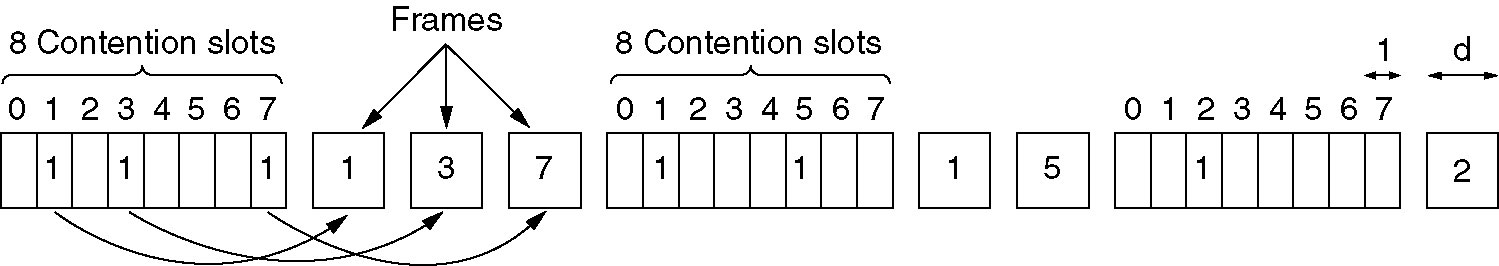 Frames
8 Contention slots 8 Contention slots 1 d
0 1 2 3 4 5 6 7 0 1 2 3 4 5 6 7 0 1 2 3 4 5 6 7
1 1 1 1 3 7 1 1 1 5 1 2